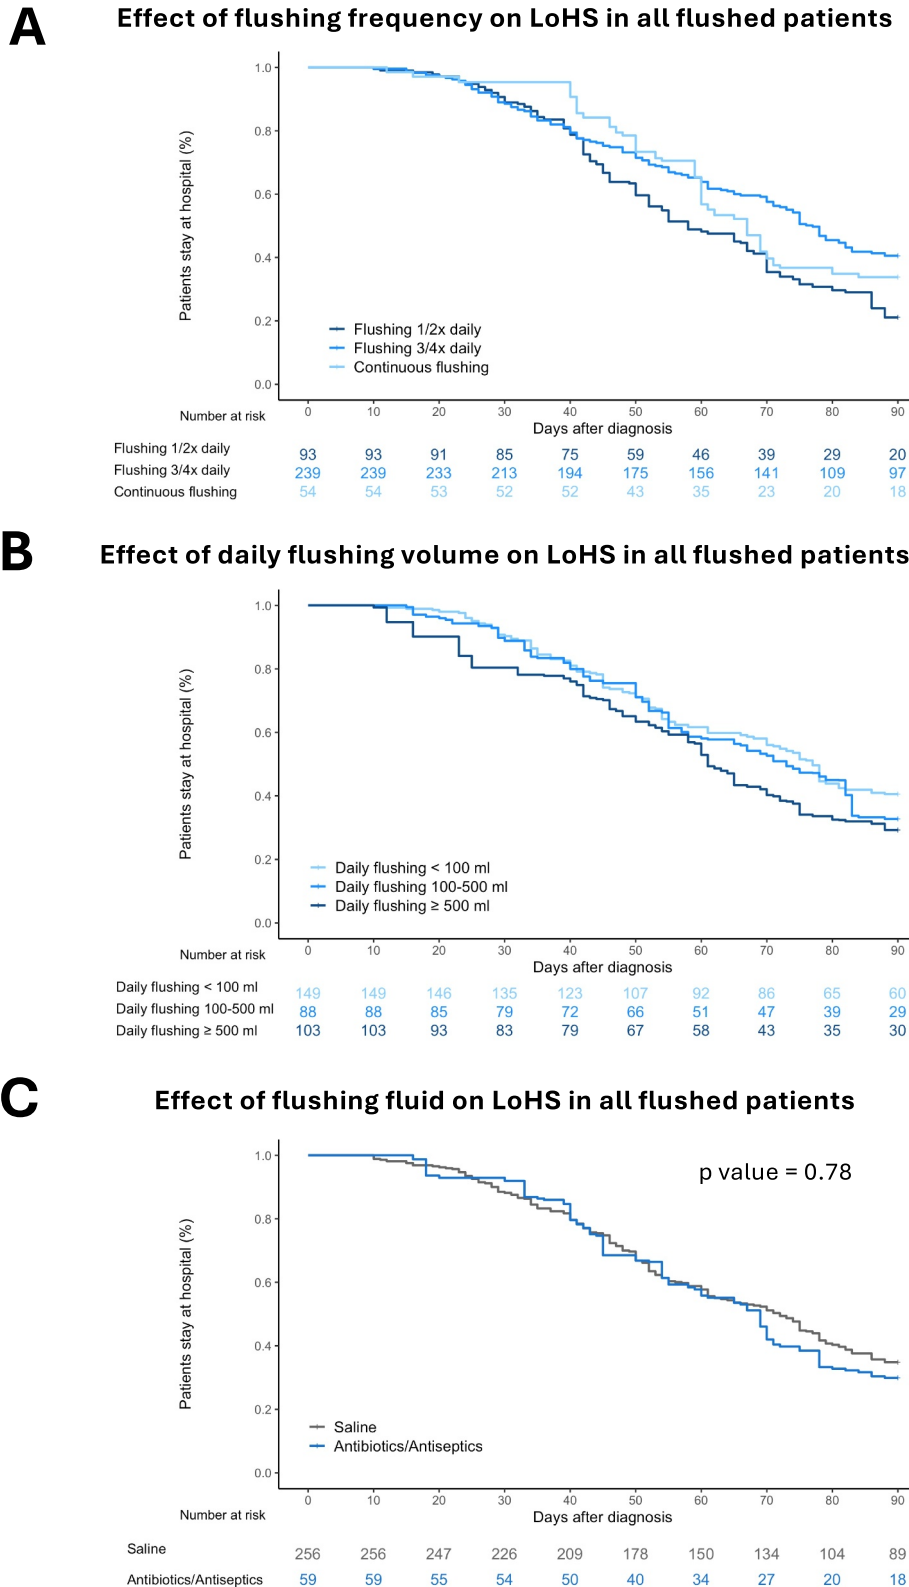 A
Effect of flushing frequency on LoHS in all flushed patients
Patients stay at hospital (%)
1.0
0.8
0.6
0.4
0.2
0.0
Flushing 1/2x daily
Flushing 3/4x daily
Continuous flushing
0 10 20 30 40 50 60 70 80 90
Number at risk
Days after diagnosis
Flushing 1/2x daily 93 93 91 85 75 59 46 39 29 20
Flushing 3/4x daily 239 239 233 213 194 175 156 141 109 97
Continuous flushing 54 54 53 52 52 43 35 23 20 18
B
Effect of daily flushing volume on LoHS in all flushed patients
Patients stay at hospital (%)
1.0
0.8
0.6
0.4
0.2
0.0
Daily flushing < 100 ml
Daily flushing 100-500 ml
Daily flushing ≥ 500 ml
0 10 20 30 40 50 60 70 80 90
Number at risk
Days after diagnosis
Daily flushing < 100 ml 149 149 146 135 123 107 92 86 65 60
Daily flushing 100-500 ml 88 88 85 79 72 66 51 47 39 29
Daily flushing ≥ 500 ml 103 103 93 83 79 67 58 43 35 30
C
Effect of flushing fluid on LoHS in all flushed patients
p value = 0.78
Patients stay at hospital (%)
1.0
0.8
0.6
0.4
0.2
0.0
Saline
Antibiotics/Antiseptics
0 10 20 30 40 50 60 70 80 90
Number at risk
Days after diagnosis
Saline 256 256 247 226 209 178 150 134 104 89
Antibiotics/Antiseptics 59 59 55 54 50 40 34 27 20 18